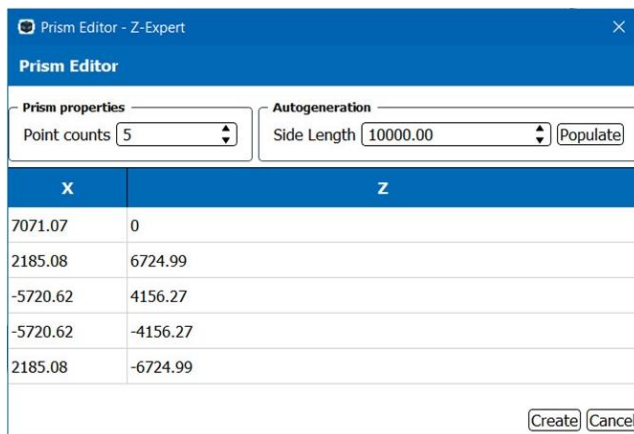 Prism Editor - Z-Expert
Prism Editor
Prism properties
Autogeneration
Point counts 5
Side Length 10000.00 Populate
X Z
7071.07 0
2185.08 6724.99
-5720.62 4156.27
-5720.62 -4156.27
2185.08 -6724.99
Create Cancel